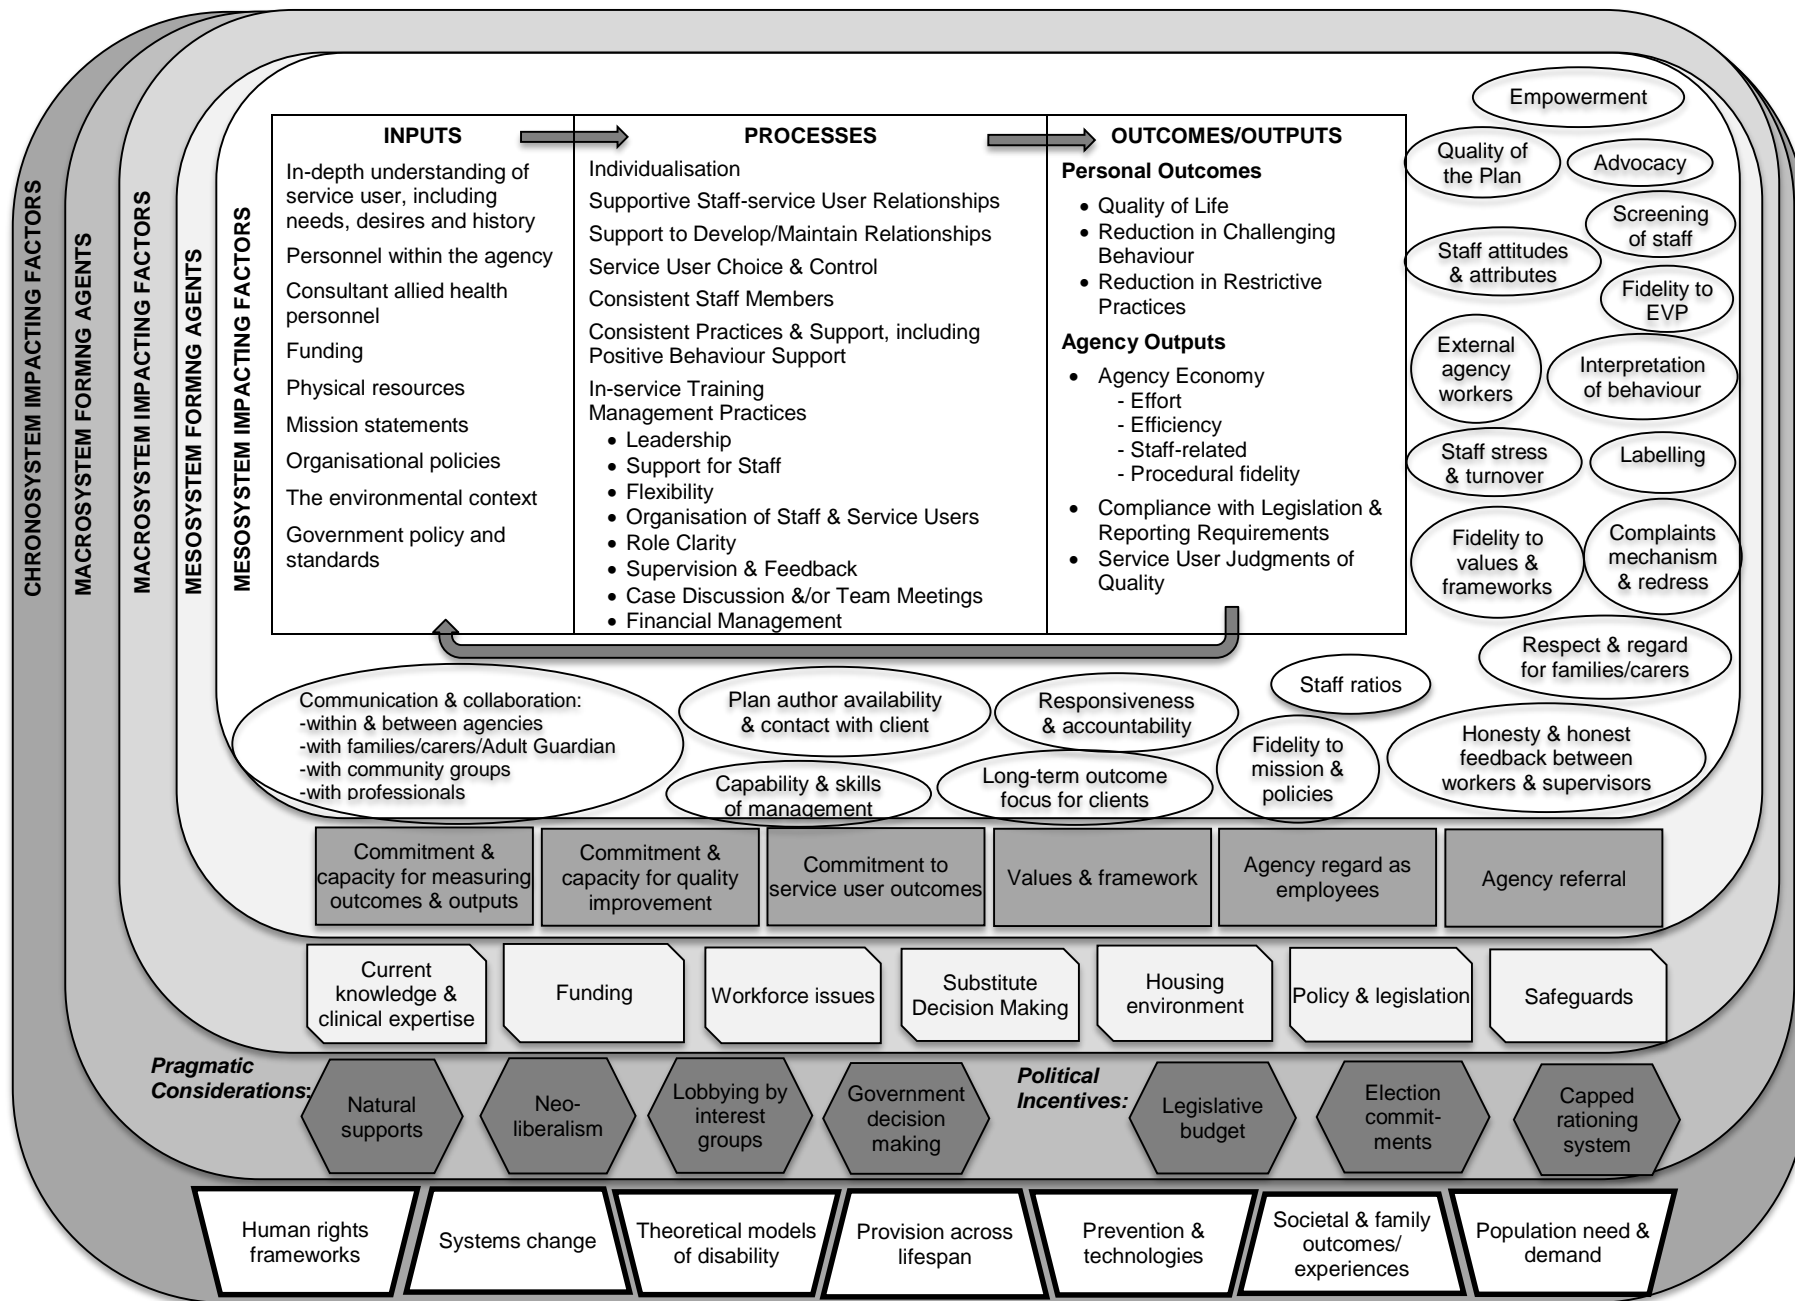 CHRONOSYSTEM IMPACTING FACTORS
MACROSYSTEM FORMING AGENTS
MACROSYSTEM IMPACTING FACTORS
MESOSYSTEM FORMING AGENTS
MESOSYSTEM IMPACTING FACTORS
INPUTS
In-depth understanding of
service user, including
needs, desires and history
Personnel within the agency
Consultant allied health
personnel
Funding
Physical resources
Mission statements
Organisational policies
The environmental context
Government policy and
standards
PROCESSES
Individualisation
Supportive Staff-service User Relationships
Support to Develop/Maintain Relationships
Service User Choice & Control
Consistent Staff Members
Consistent Practices & Support, including
Positive Behaviour Support
In-service Training
Management Practices
• Leadership
• Support for Staff
• Flexibility
• Organisation of Staff & Service Users
• Role Clarity
• Supervision & Feedback
• Case Discussion &/or Team Meetings
• Financial Management
OUTCOMES/OUTPUTS
Personal Outcomes
• Quality of Life
• Reduction in Challenging
Behaviour
• Reduction in Restrictive
Practices
Agency Outputs
• Agency Economy
- Effort
- Efficiency
- Staff-related
- Procedural fidelity
• Compliance with Legislation &
Reporting Requirements
• Service User Judgments of
Quality
Empowerment
Quality of
the Plan
Advocacy
Screening
of staff
Staff attitudes
& attributes
Fidelity to
EVP
External
agency
workers
Interpretation
of behaviour
Staff stress
& turnover
Labelling
Fidelity to
values &
frameworks
Complaints
mechanism
& redress
Respect & regard
for families/carers
Communication & collaboration:
-within & between agencies
-with families/carers/Adult Guardian
-with community groups
-with professionals
Plan author availability
& contact with client
Responsiveness
& accountability
Staff ratios
Capability & skills
of management
Long-term outcome
focus for clients
Fidelity to
mission &
policies
Honesty & honest
feedback between
workers & supervisors
Commitment &
capacity for measuring
outcomes & outputs
Commitment &
capacity for quality
improvement
Commitment to
service user outcomes
Values & framework
Agency regard as
employees
Agency referral
Current
knowledge &
clinical expertise
Funding
Workforce issues
Substitute
Decision Making
Housing
environment
Policy & legislation
Safeguards
Pragmatic
Considerations:
Natural
supports
Neo-
liberalism
Lobbying by
interest
groups
Government
decision
making
Political
Incentives:
Legislative
budget
Election
commit-
ments
Capped
rationing
system
Human rights
frameworks
Systems change
Theoretical models
of disability
Provision across
lifespan
Prevention &
technologies
Societal & family
outcomes/
experiences
Population need &
demand